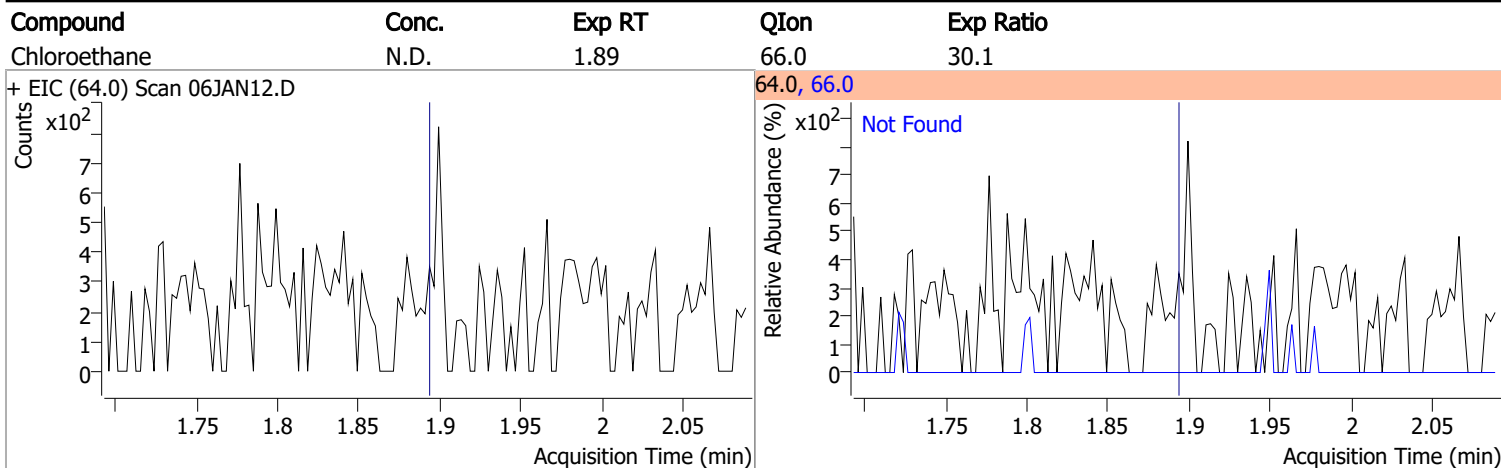 Compound Conc. Exp RT QIon Exp Ratio
Chloroethane N.D. 1.89 66.0 30.1
+ EIC (64.0) Scan 06JAN12.D
Counts
x10²
7
6
5
4
3
2
1
0
1.75 1.8 1.85 1.9 1.95 2 2.05
Acquisition Time (min)
64.0, 66.0
Relative Abundance (%)
x10²
Not Found
7
6
5
4
3
2
1
0
1.75 1.8 1.85 1.9 1.95 2 2.05
Acquisition Time (min)